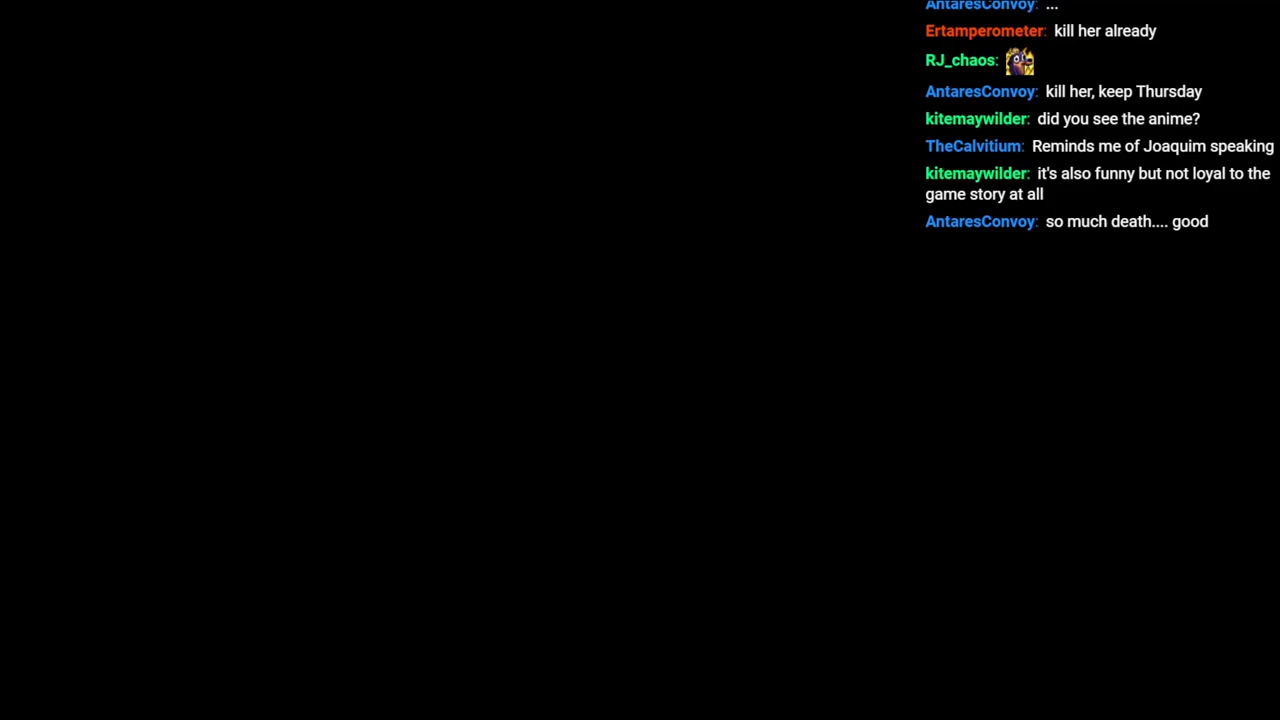 AntaresConvoy: ...
Ertamperometer: kill her already
RJ_chaos:
AntaresConvoy: kill her, keep Thursday
kitemaywilder: did you see the anime?
TheCalvitium: Reminds me of Joaquim speaking
kitemaywilder: it's also funny but not loyal to the
game story at all
AntaresConvoy: so much death.... good